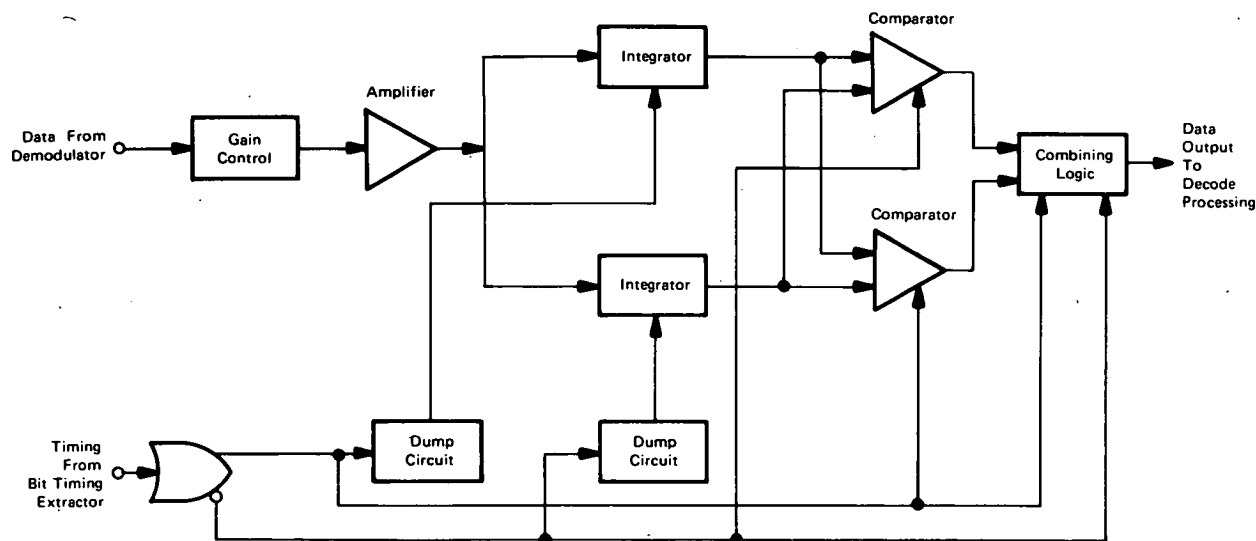 Comparator
Integrator
Amplifier
Data From
Demodulator
Gain
Control
Combining
Logic
Data
Output
To
Decode
Processing
Comparator
Integrator
Timing
From
Bit Timing
Extractor
Dump
Circuit
Dump
Circuit